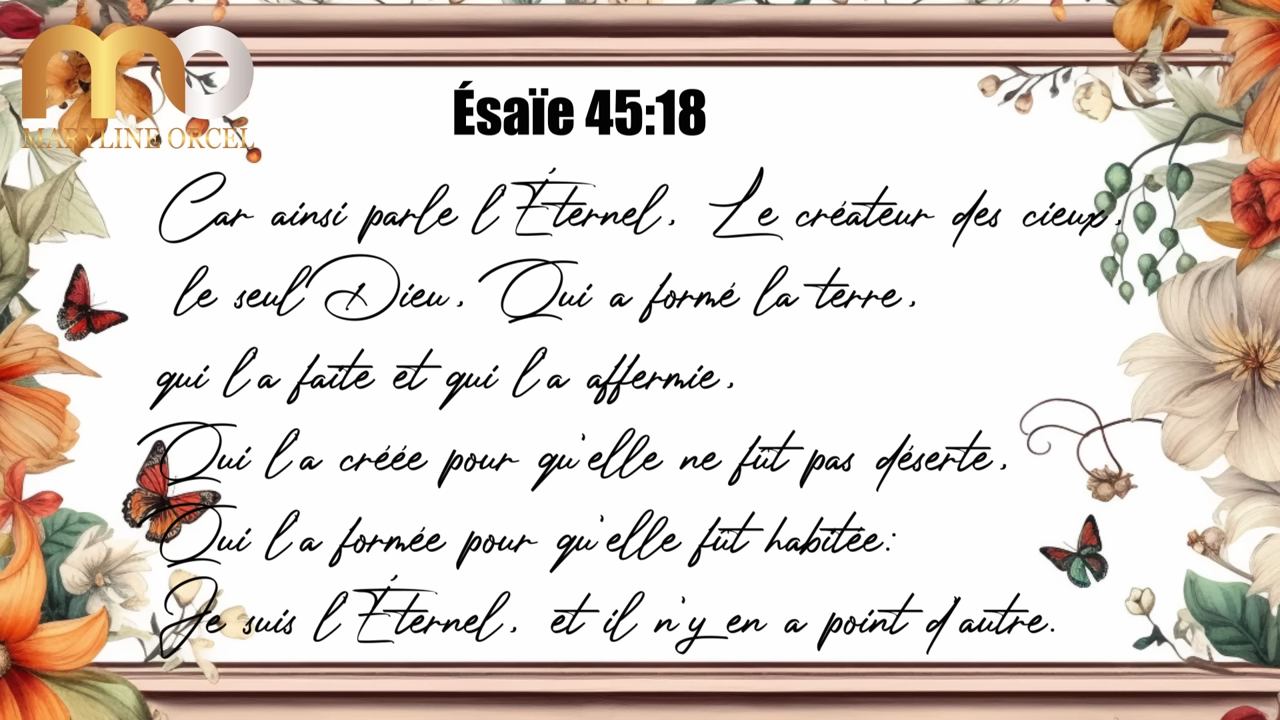 MARYLINE ORCEL
Ésaïe 45:18
Car ainsi parle l'Éternel, Le créateur des cieux,
le seul Dieu, Qui a formé la terre,
qui l'a faite et qui l'a affermie,
Qui l'a créée pour qu'elle ne fût pas déserte,
Qui l'a formée pour qu'elle fût habitée:
Je suis l'Éternel, et il n'y en a point d'autre.